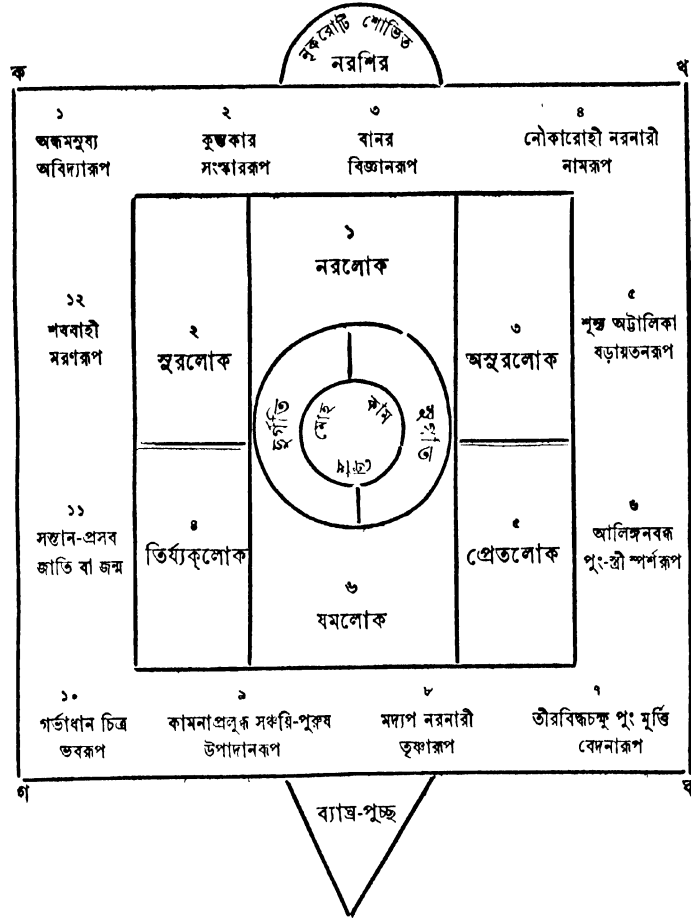 নৃকরোটি শোভিত
নরশির
ক
খ
১
অন্ধমনুষ্য
অবিদ্যারূপ
২
কুম্ভকার
সংস্কাররূপ
৩
বানর
বিজ্ঞানরূপ
৪
নৌকারোহী নরনারী
নামরূপ
১
নরলোক
১২
শববাহী
মরণরূপ
২
সুরলোক
৩
অসুরলোক
৫
শূন্য অট্টালিকা
ষড়ায়তনরূপ
দুর্গতি
মোহ
কাম
সুগতি
১১
সন্তান-প্রসব
জাতি বা জন্ম
৪
তির্য্যক্‌লোক
৫
প্রেতলোক
৬
আলিঙ্গনবদ্ধ
পুং-স্ত্রী স্পর্শরূপ
৬
যমলোক
১০
গর্ভাধান চিত্র
ভবরূপ
৯
কামনাপ্রলুব্ধ সঞ্চয়ি-পুরুষ
উপাদানরূপ
৮
মদ্যপ নরনারী
তৃষ্ণারূপ
৭
তীরবিদ্ধচক্ষু পুং মূর্ত্তি
বেদনারূপ
গ
ঘ
ব্যাঘ্র-পুচ্ছ